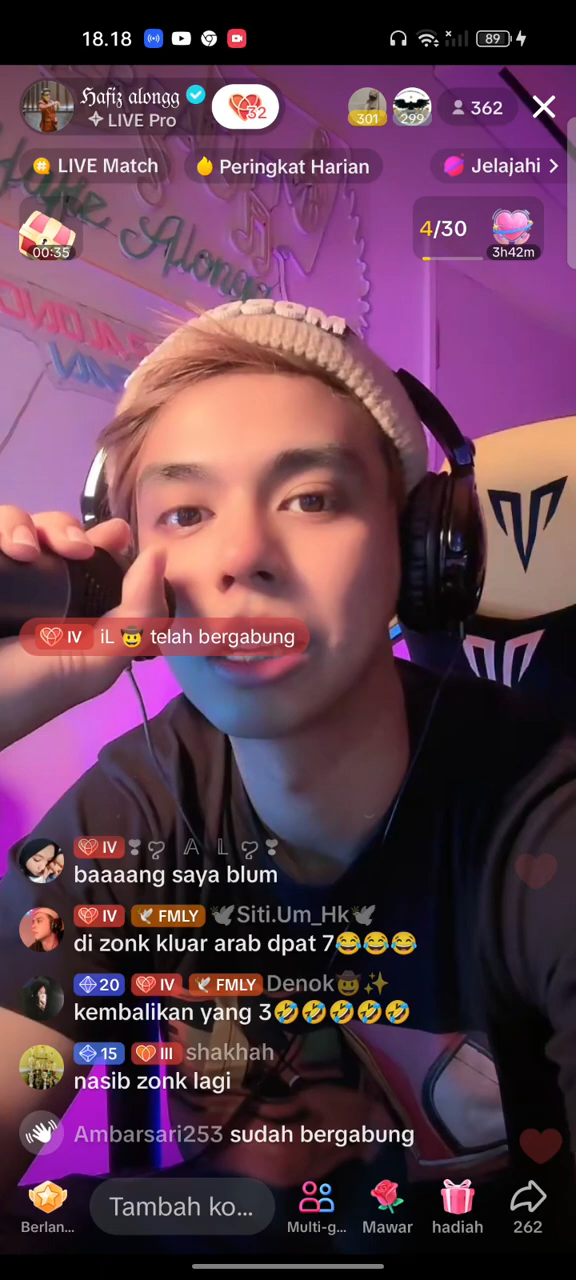 18.18
89
Hafiz alongg
LIVE Pro
32
301
299
362
LIVE Match
Peringkat Harian
Jelajahi
00:35
4/30
3h42m
Hafiz Alongg
IV iL 🤠 telah bergabung
IV ❣ღ 𝔸 𝕃 ღ❣
baaaang saya blum
IV FMLY 🕊Siti.Um_Hk🕊
di zonk kluar arab dpat 7😂😂😂
20 IV FMLY Denok🤠✨
kembalikan yang 3🤣🤣🤣🤣🤣
15 III shakhah
nasib zonk lagi
Ambarsari253 sudah bergabung
Tambah ko...
Berlan...
Multi-g...
Mawar
hadiah
262